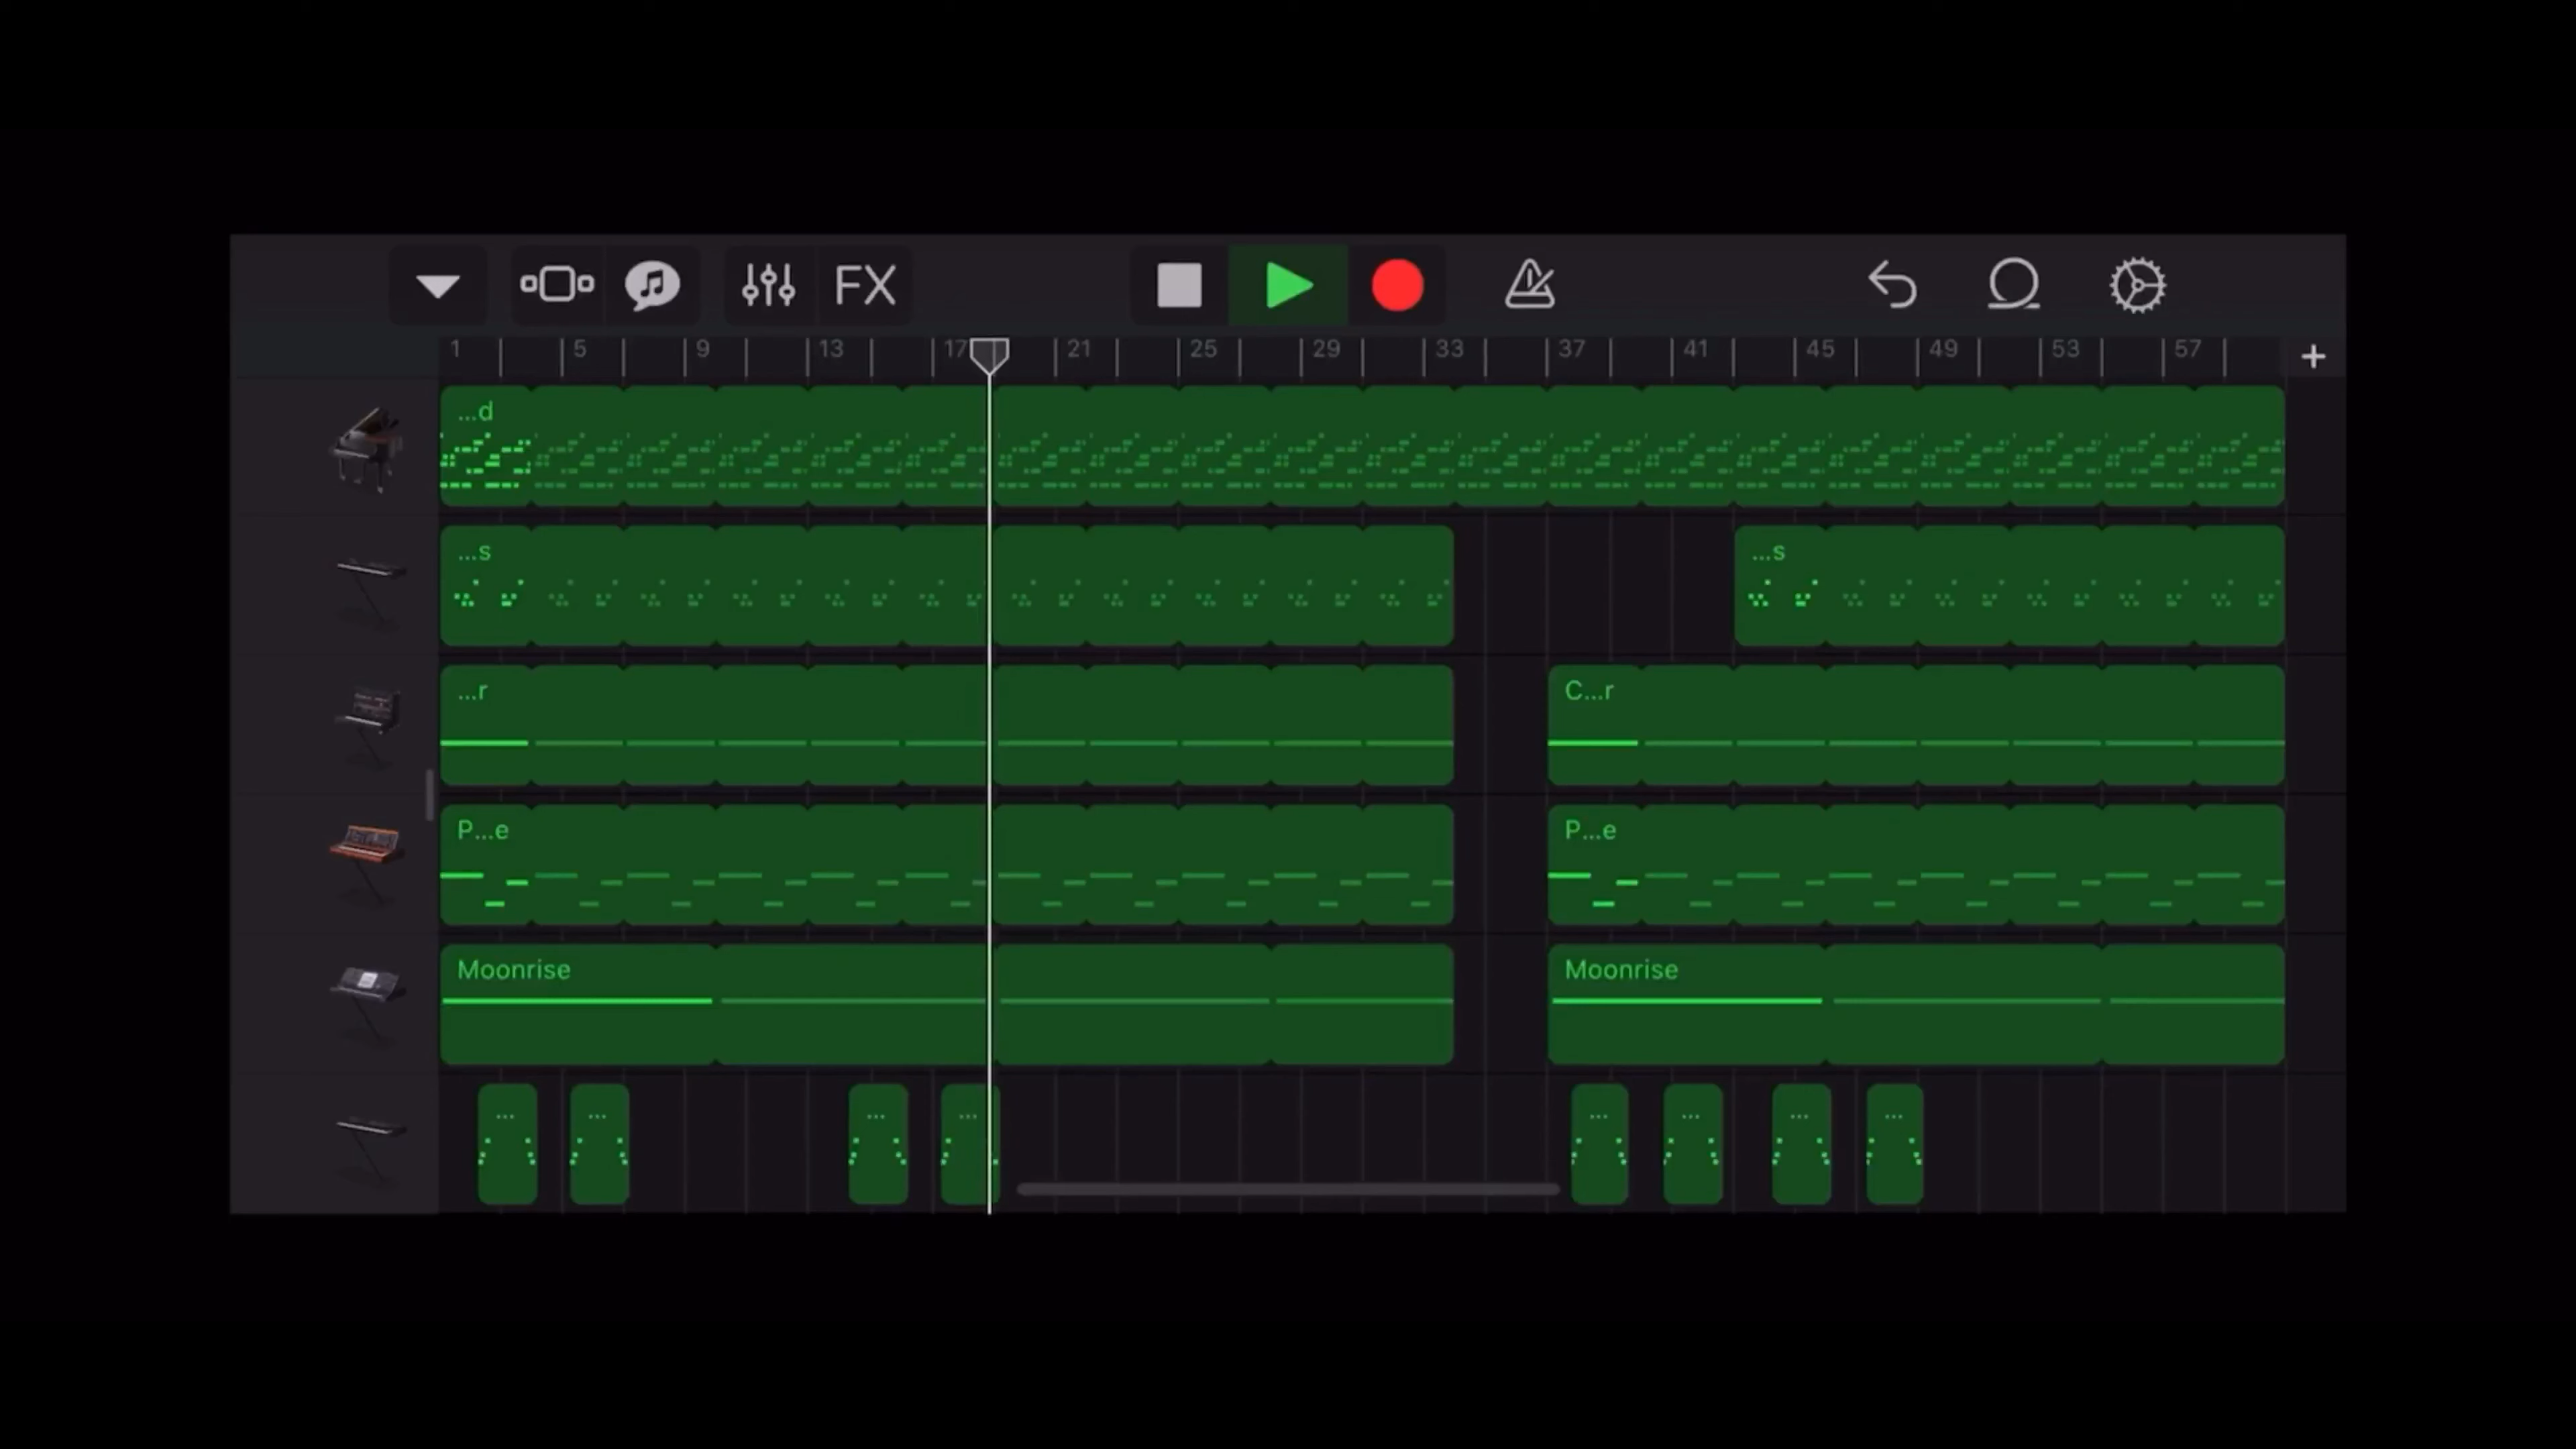 FX
1 5 9 13 17 21 25 29 33 37 41 45 49 53 57 +
...d
...s ...s
...r C...r
P...e P...e
Moonrise Moonrise
... ... ... ... ... ... ... ...